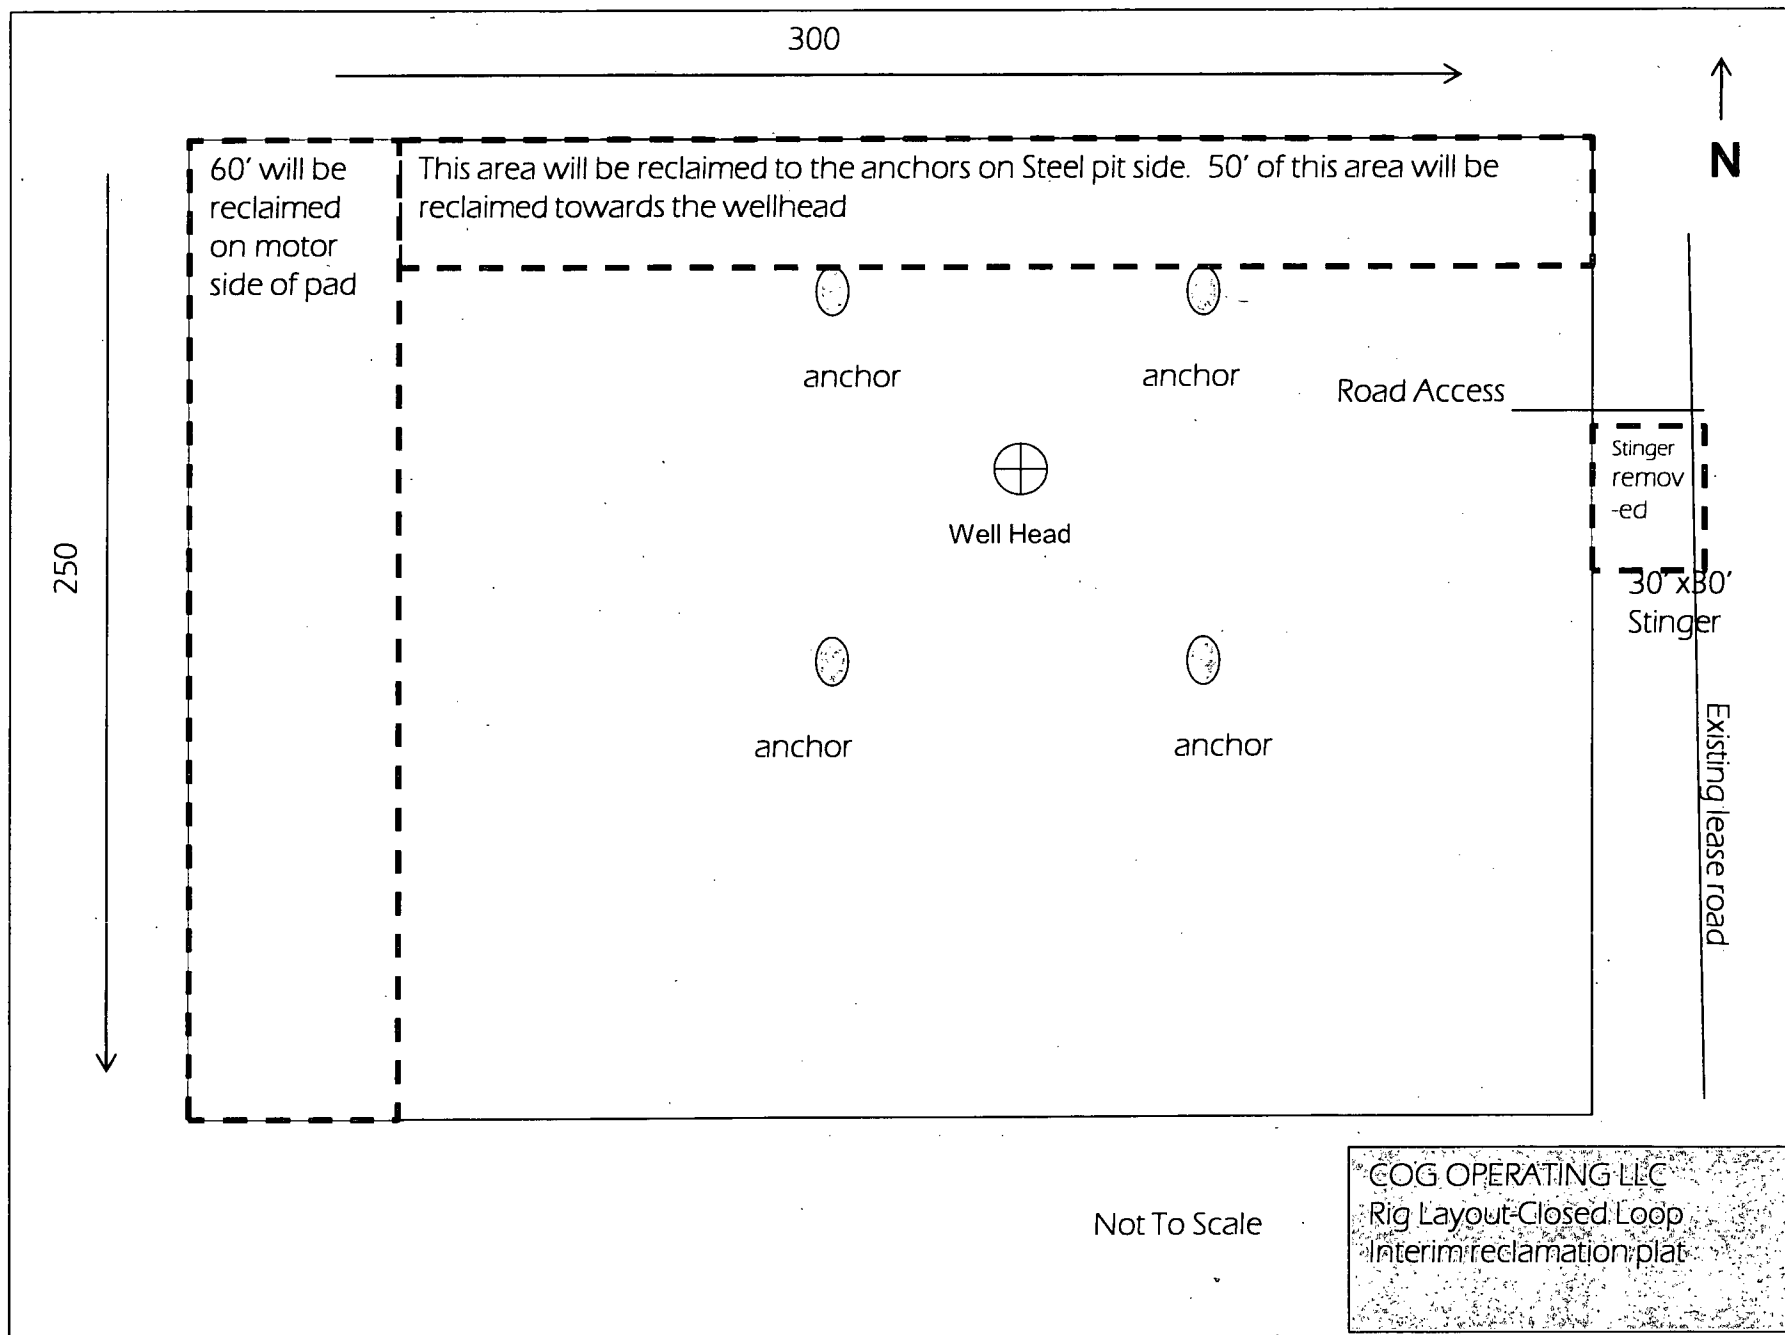 300
N
60' will be
reclaimed
on motor
side of pad
This area will be reclaimed to the anchors on Steel pit side. 50' of this area will be
reclaimed towards the wellhead
anchor
anchor
Road Access
Stinger
remov
-ed
Well Head
250
30' x30'
Stinger
anchor
anchor
Existing lease road
Not To Scale
COG OPERATING LLC
Rig Layout-Closed Loop
Interim reclamation plat